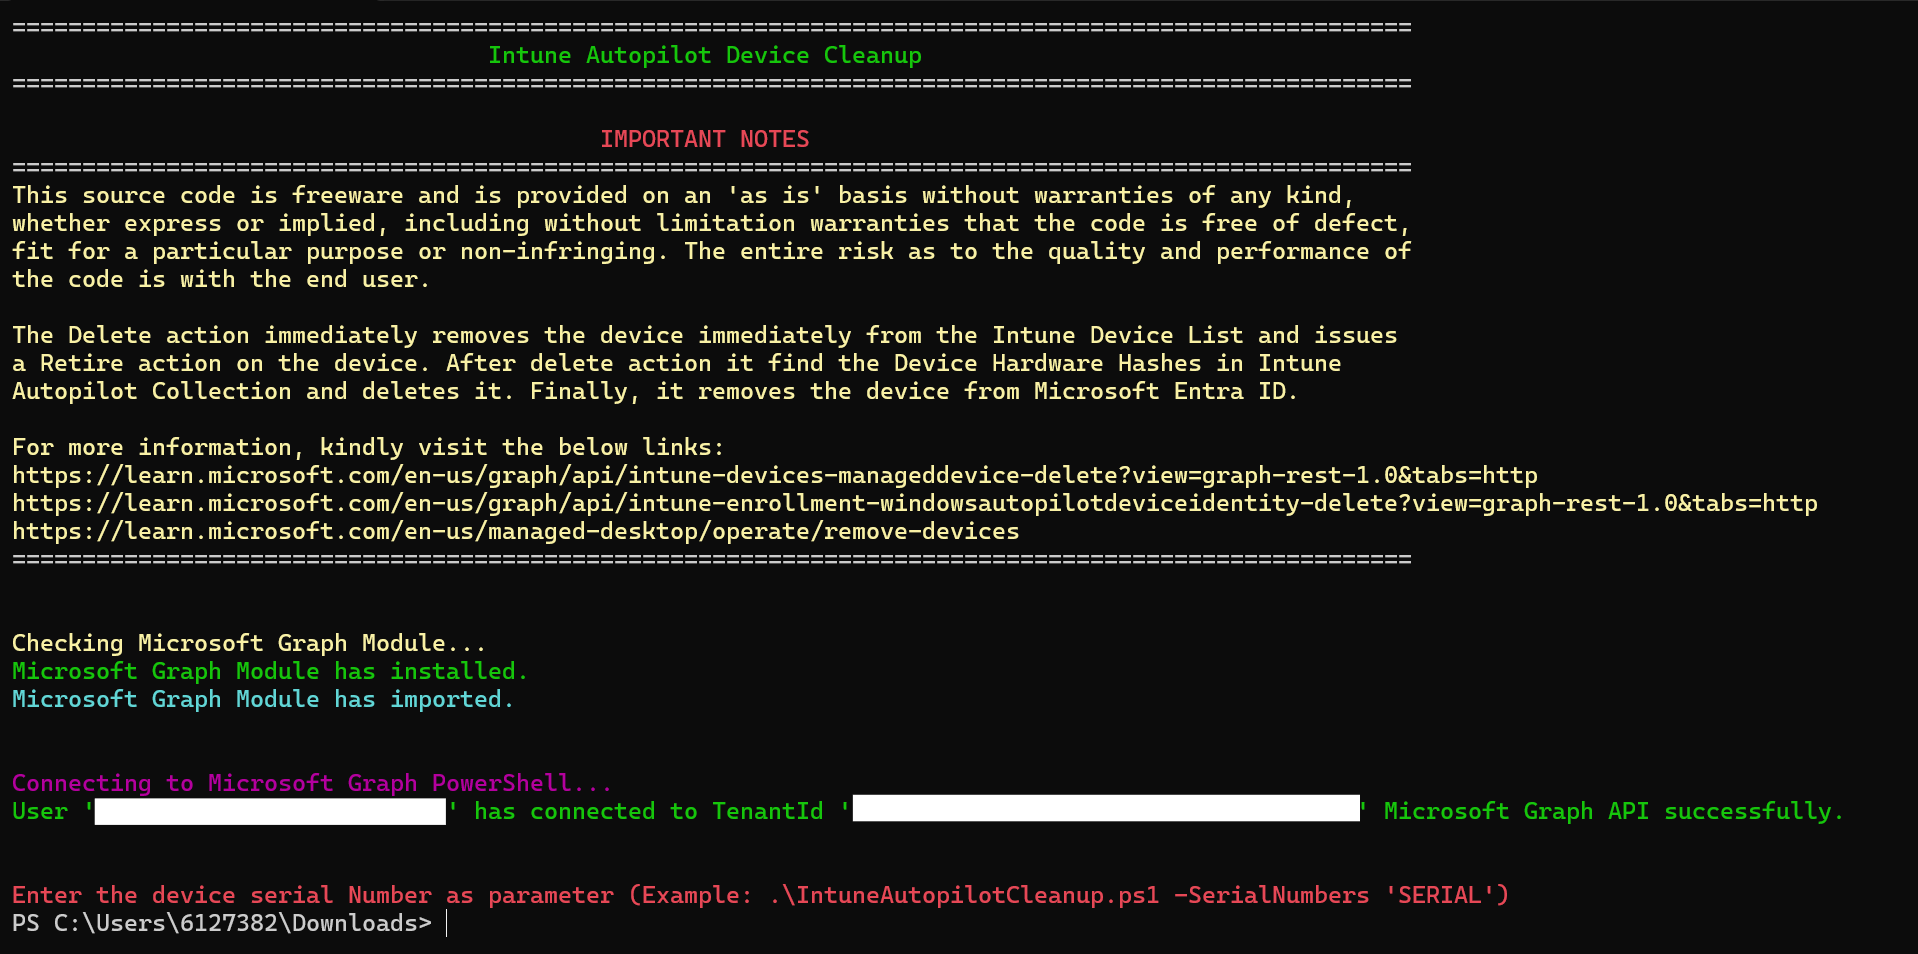 ====================================================================================================
Intune Autopilot Device Cleanup
====================================================================================================
IMPORTANT NOTES
====================================================================================================
This source code is freeware and is provided on an 'as is' basis without warranties of any kind,
whether express or implied, including without limitation warranties that the code is free of defect,
fit for a particular purpose or non-infringing. The entire risk as to the quality and performance of
the code is with the end user.
The Delete action immediately removes the device immediately from the Intune Device List and issues
a Retire action on the device. After delete action it find the Device Hardware Hashes in Intune
Autopilot Collection and deletes it. Finally, it removes the device from Microsoft Entra ID.
For more information, kindly visit the below links:
https://learn.microsoft.com/en-us/graph/api/intune-devices-manageddevice-delete?view=graph-rest-1.0&tabs=http
https://learn.microsoft.com/en-us/graph/api/intune-enrollment-windowsautopilotdeviceidentity-delete?view=graph-rest-1.0&tabs=http
https://learn.microsoft.com/en-us/managed-desktop/operate/remove-devices
====================================================================================================
Checking Microsoft Graph Module...
Microsoft Graph Module has installed.
Microsoft Graph Module has imported.
Connecting to Microsoft Graph PowerShell...
User '' has connected to TenantId '' Microsoft Graph API successfully.
Enter the device serial Number as parameter (Example: .\IntuneAutopilotCleanup.ps1 -SerialNumbers 'SERIAL')
PS C:\Users\6127382\Downloads>